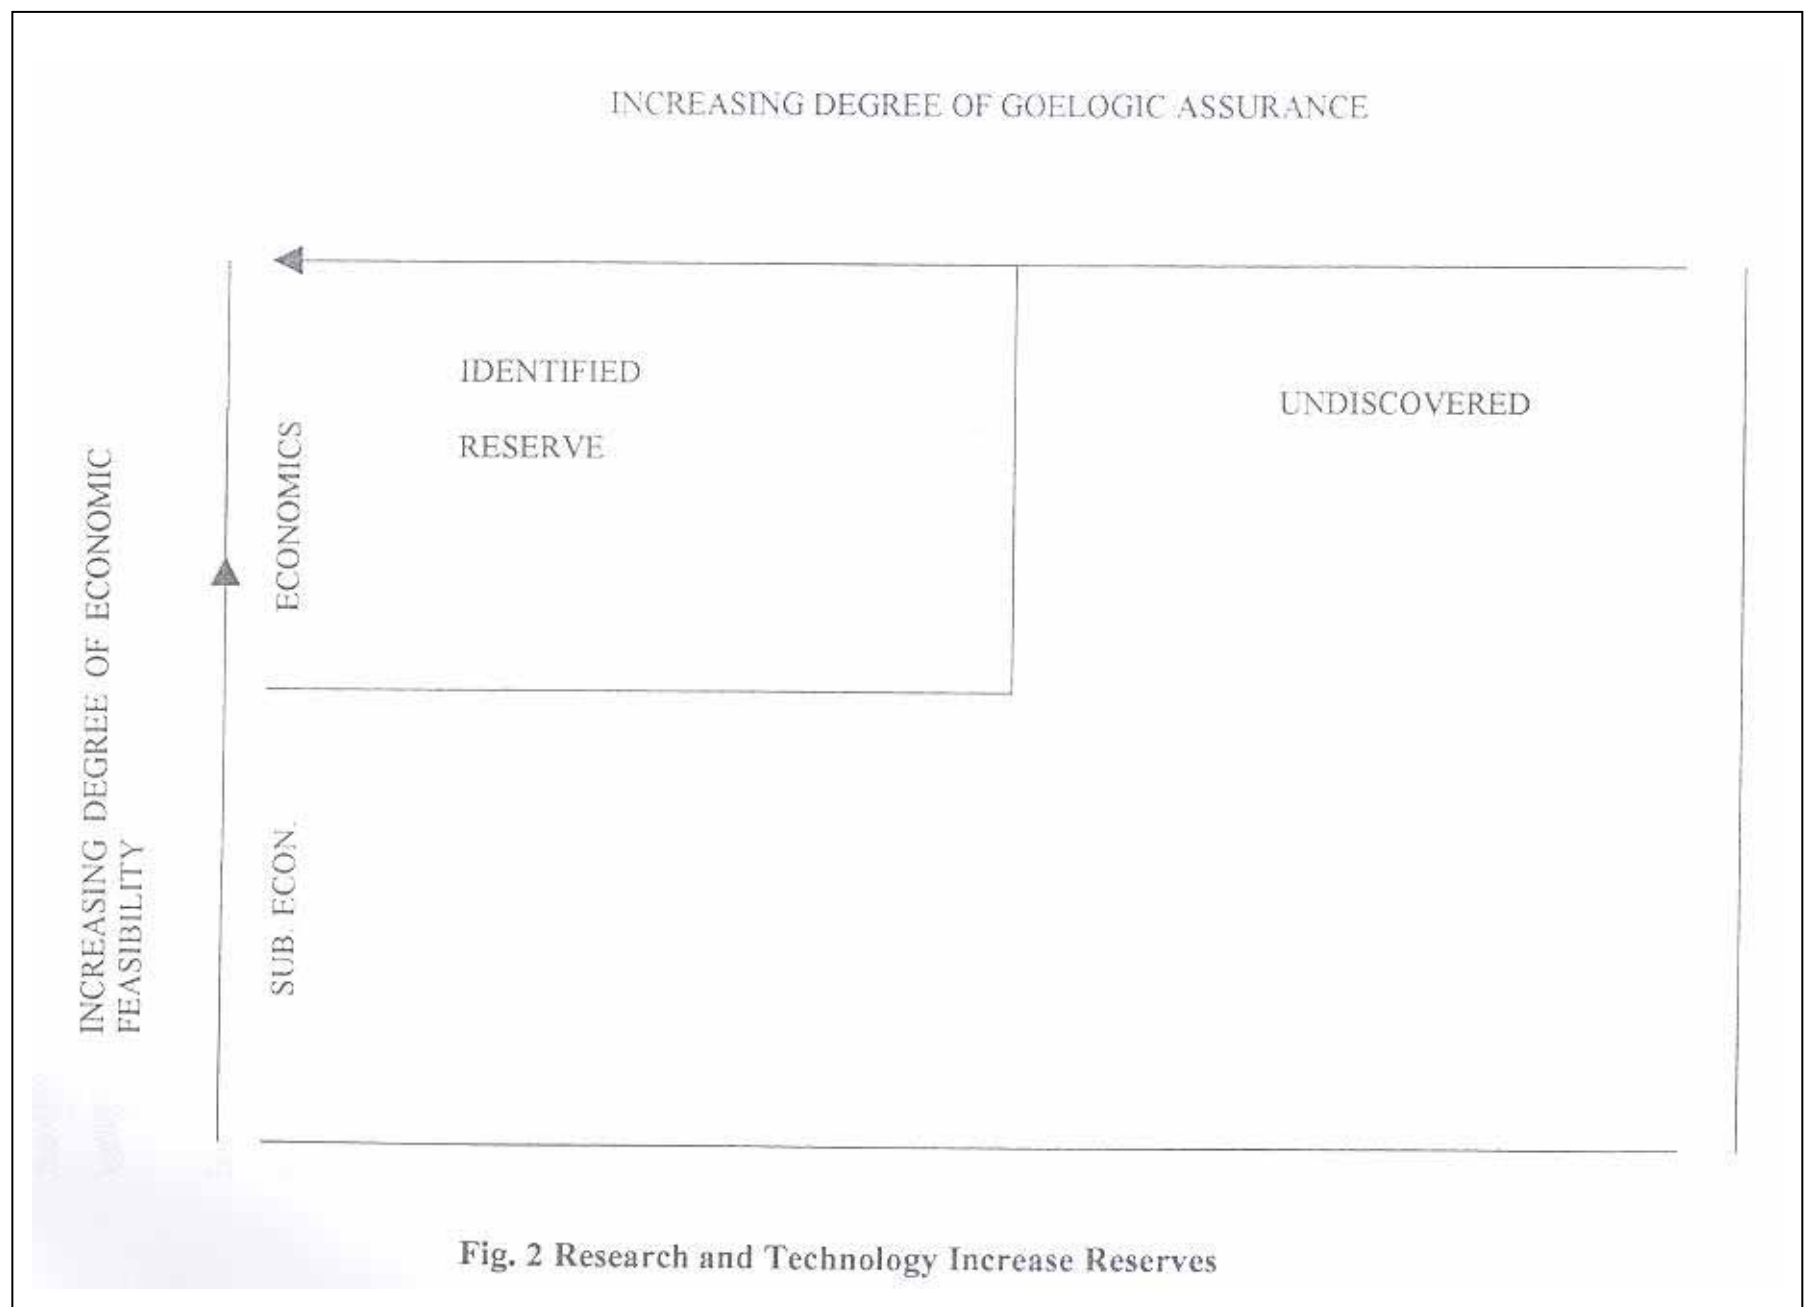 INCREASING DEGREE OF GOELOGIC ASSURANCE
IDENTIFIED
RESERVE
UNDISCOVERED
ECONOMICS
SUB. ECON.
INCREASING DEGREE OF ECONOMIC
FEASIBILITY
Fig. 2 Research and Technology Increase Reserves